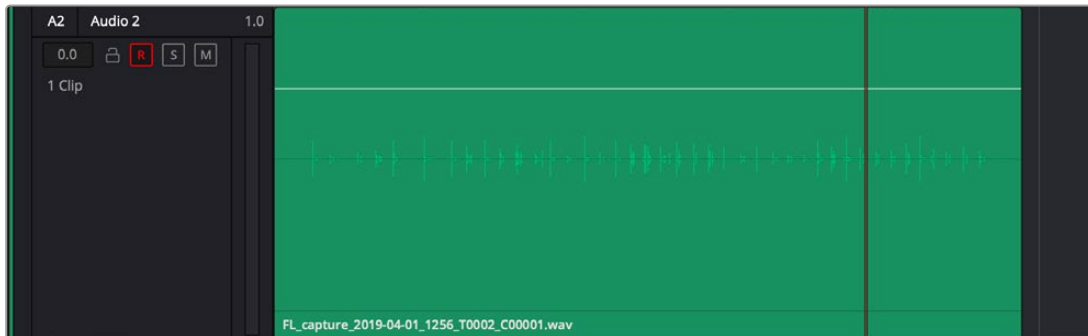 A2 Audio 2 1.0
0.0 R S M
1 Clip
FL_capture_2019-04-01_1256_T0002_C00001.wav